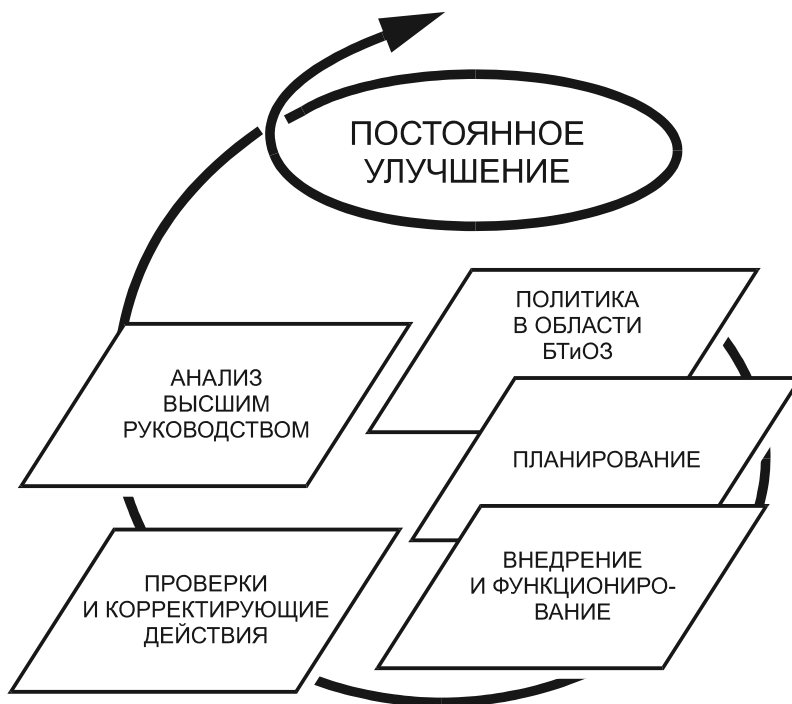 ПОСТОЯННОЕ
УЛУЧШЕНИЕ
ПОЛИТИКА
В ОБЛАСТИ
БТиОЗ
АНАЛИЗ
ВЫСШИМ
РУКОВОДСТВОМ
ПЛАНИРОВАНИЕ
ВНЕДРЕНИЕ
И ФУНКЦИОНИРО-
ВАНИЕ
ПРОВЕРКИ
И КОРРЕКТИРУЮЩИЕ
ДЕЙСТВИЯ